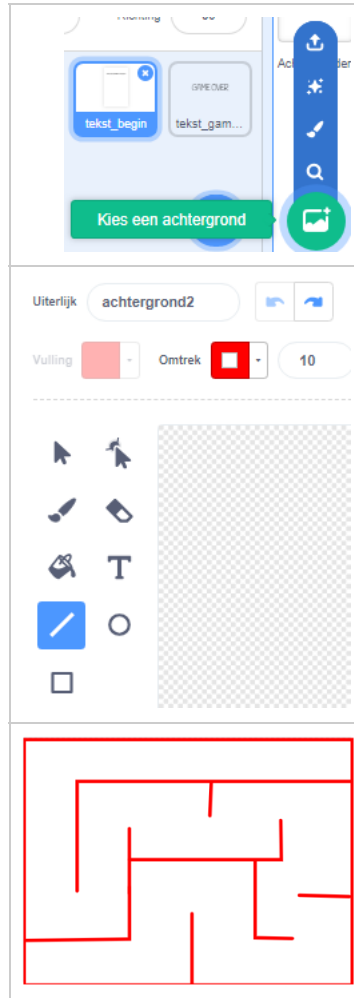 Richting
GAME OVER
tekst_begin
tekst_gam...
Kies een achtergrond
Uiterlijk
achtergrond2
Vulling
Omtrek
10
T